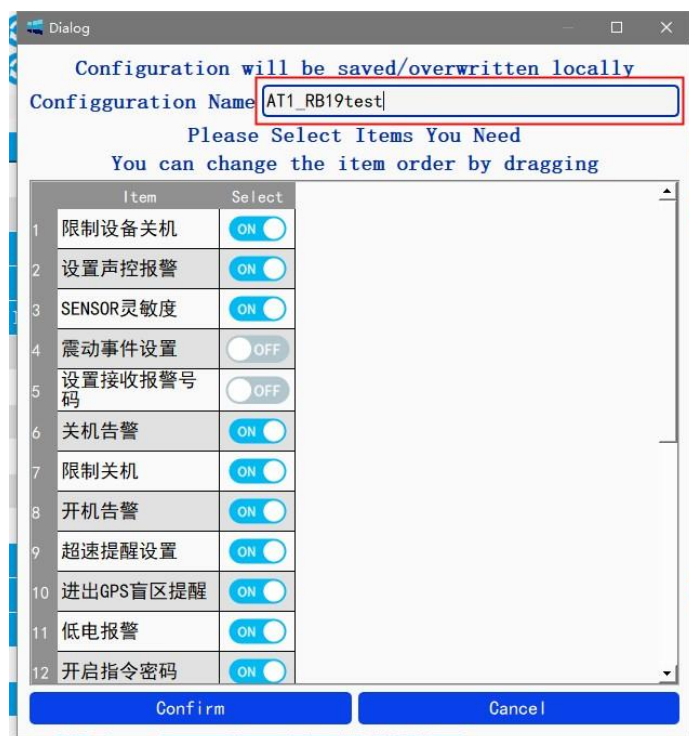 Dialog
Configuration will be saved/overwritten locally
Configguration Name AT1_RB19test
Please Select Items You Need
You can change the item order by dragging
Item Select
1 限制设备关机 ON
2 设置声控报警 ON
3 SENSOR灵敏度 ON
4 震动事件设置 OFF
5 设置接收报警号码 OFF
6 关机告警 ON
7 限制关机 ON
8 开机告警 ON
9 超速提醒设置 ON
10 进出GPS盲区提醒 ON
11 低电报警 ON
12 开启指令密码 ON
Confirm Cancel